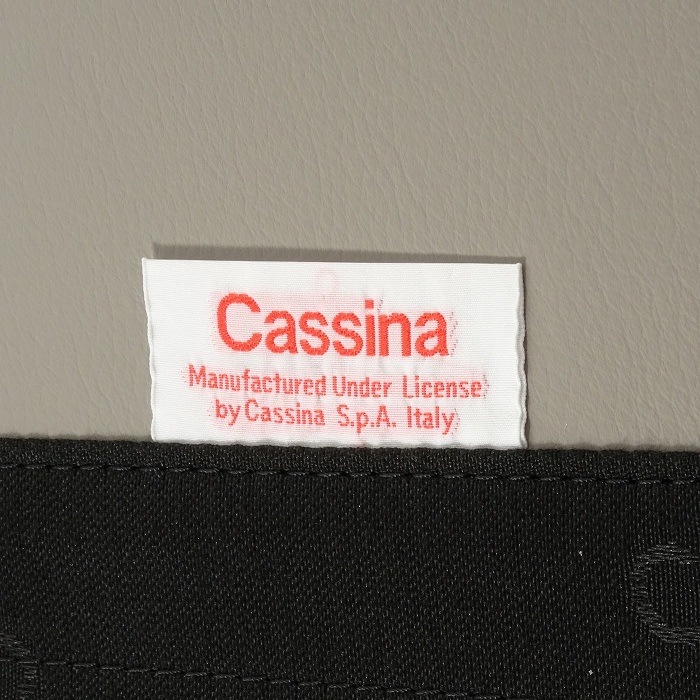 Cassina
Manufactured Under License
by Cassina S.p.A. Italy